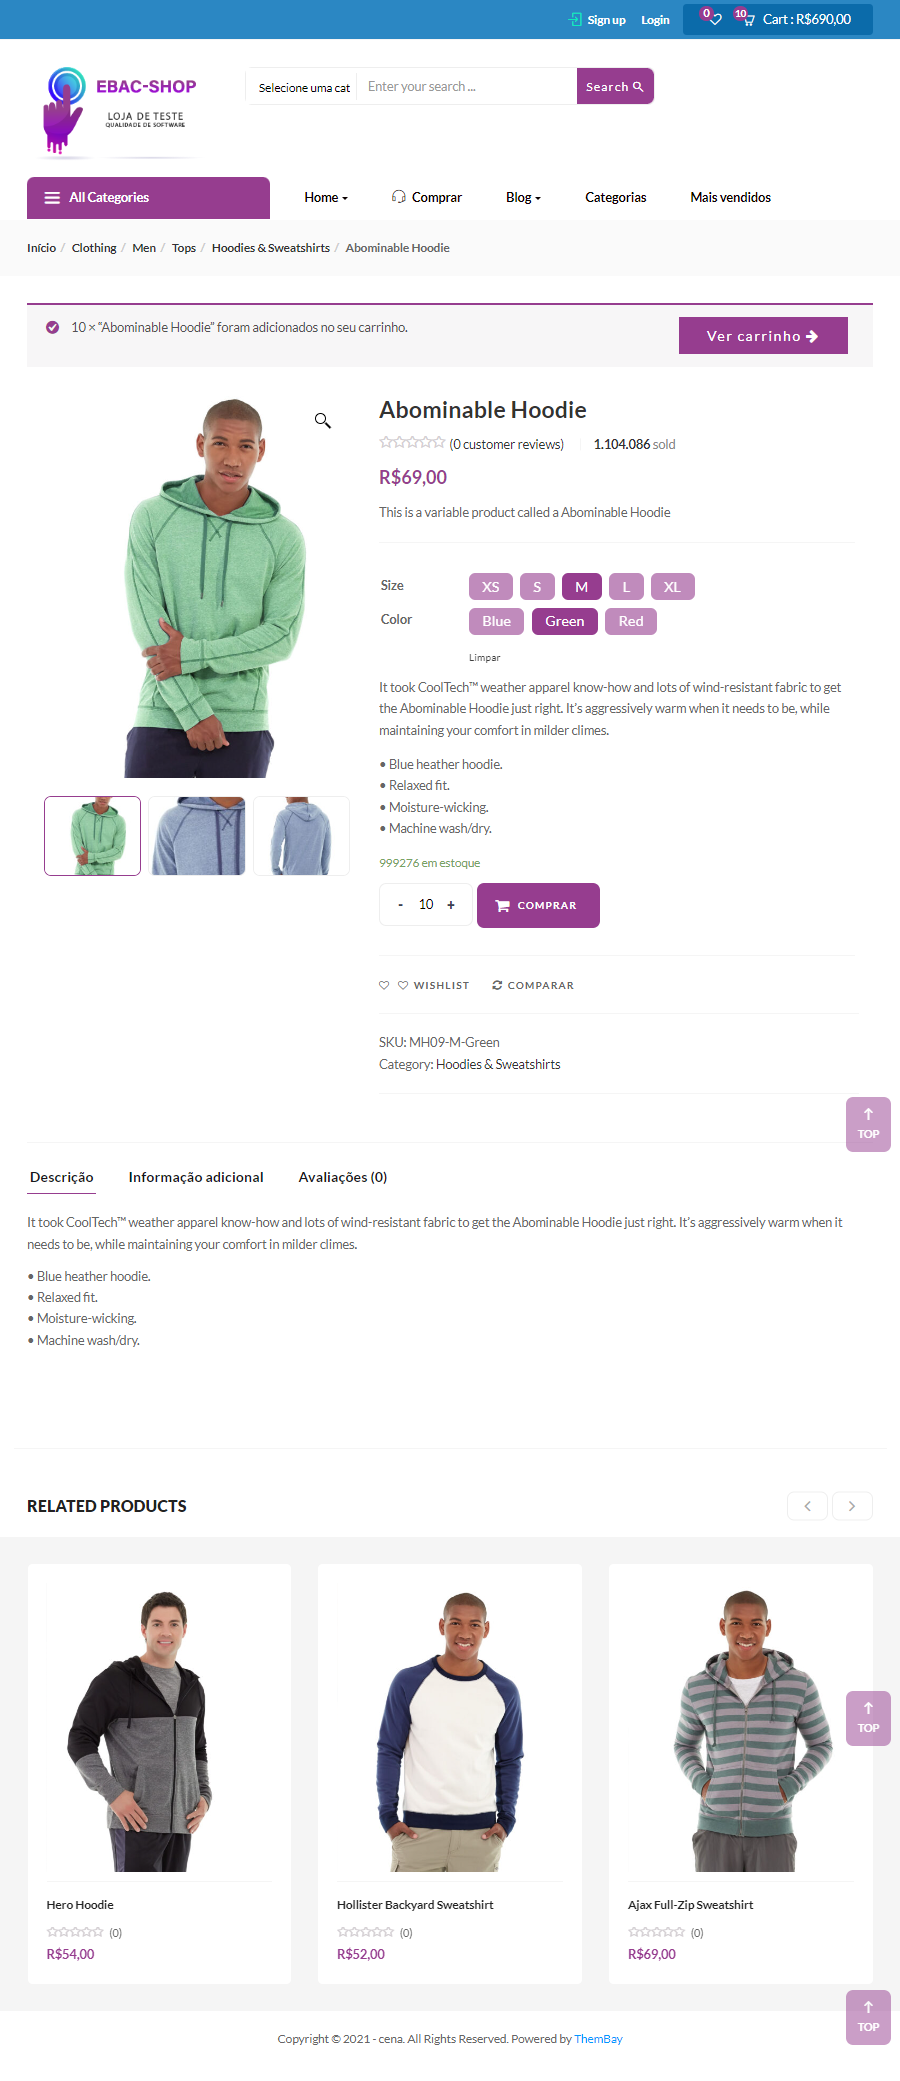 Sign up Login 0 10 Cart : R$690,00
EBAC-SHOP
LOJA DE TESTE
QUALIDADE DE SOFTWARE
Selecione uma cat Enter your search ... Search
All Categories Home Comprar Blog Categorias Mais vendidos
Início / Clothing / Men / Tops / Hoodies & Sweatshirts / Abominable Hoodie
10 × "Abominable Hoodie" foram adicionados no seu carrinho. Ver carrinho
Abominable Hoodie
(0 customer reviews) 1.104.086 sold
R$69,00
This is a variable product called a Abominable Hoodie
Size XS S M L XL
Color Blue Green Red
Limpar
It took CoolTech™ weather apparel know-how and lots of wind-resistant fabric to get
the Abominable Hoodie just right. It's aggressively warm when it needs to be, while
maintaining your comfort in milder climes.
• Blue heather hoodie.
• Relaxed fit.
• Moisture-wicking.
• Machine wash/dry.
999276 em estoque
- 10 + COMPRAR
WISHLIST COMPARAR
SKU: MH09-M-Green
Category: Hoodies & Sweatshirts
TOP
Descrição Informação adicional Avaliações (0)
It took CoolTech™ weather apparel know-how and lots of wind-resistant fabric to get the Abominable Hoodie just right. It's aggressively warm when it
needs to be, while maintaining your comfort in milder climes.
• Blue heather hoodie.
• Relaxed fit.
• Moisture-wicking.
• Machine wash/dry.
RELATED PRODUCTS
TOP
Hero Hoodie
(0)
R$54,00
Hollister Backyard Sweatshirt
(0)
R$52,00
Ajax Full-Zip Sweatshirt
(0)
R$69,00
TOP
Copyright © 2021 - cena. All Rights Reserved. Powered by ThemBay